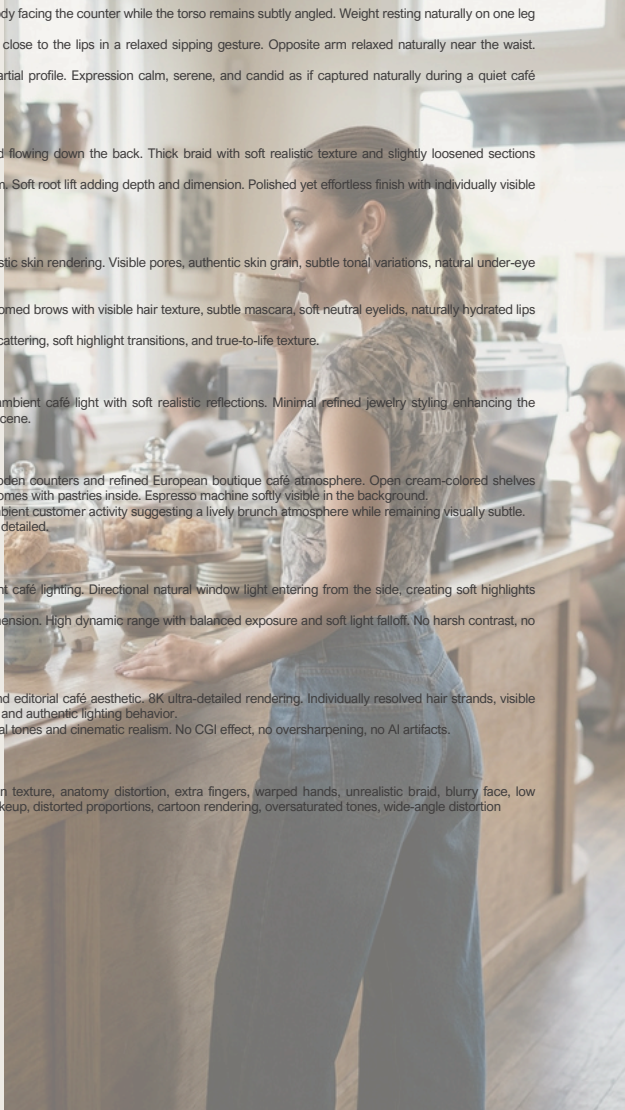 dy facing the counter while the torso remains subtly angled. Weight resting naturally on one leg
close to the lips in a relaxed sipping gesture. Opposite arm relaxed naturally near the waist.
artial profile. Expression calm, serene, and candid as if captured naturally during a quiet café
d flowing down the back. Thick braid with soft realistic texture and slightly loosened sections
n. Soft root lift adding depth and dimension. Polished yet effortless finish with individually visible
stic skin rendering. Visible pores, authentic skin grain, subtle tonal variations, natural under-eye
omed brows with visible hair texture, subtle mascara, soft neutral eyelids, naturally hydrated lips
cattering, soft highlight transitions, and true-to-life texture.
ambient café light with soft realistic reflections. Minimal refined jewelry styling enhancing the
cene.
oden counters and refined European boutique café atmosphere. Open cream-colored shelves
omes with pastries inside. Espresso machine softly visible in the background.
bient customer activity suggesting a lively brunch atmosphere while remaining visually subtle.
detailed.
nt café lighting. Directional natural window light entering from the side, creating soft highlights
ension. High dynamic range with balanced exposure and soft light falloff. No harsh contrast, no
nd editorial café aesthetic. 8K ultra-detailed rendering. Individually resolved hair strands, visible
and authentic lighting behavior.
al tones and cinematic realism. No CGI effect, no oversharpening, no AI artifacts.
n texture, anatomy distortion, extra fingers, warped hands, unrealistic braid, blurry face, low
keup, distorted proportions, cartoon rendering, oversaturated tones, wide-angle distortion